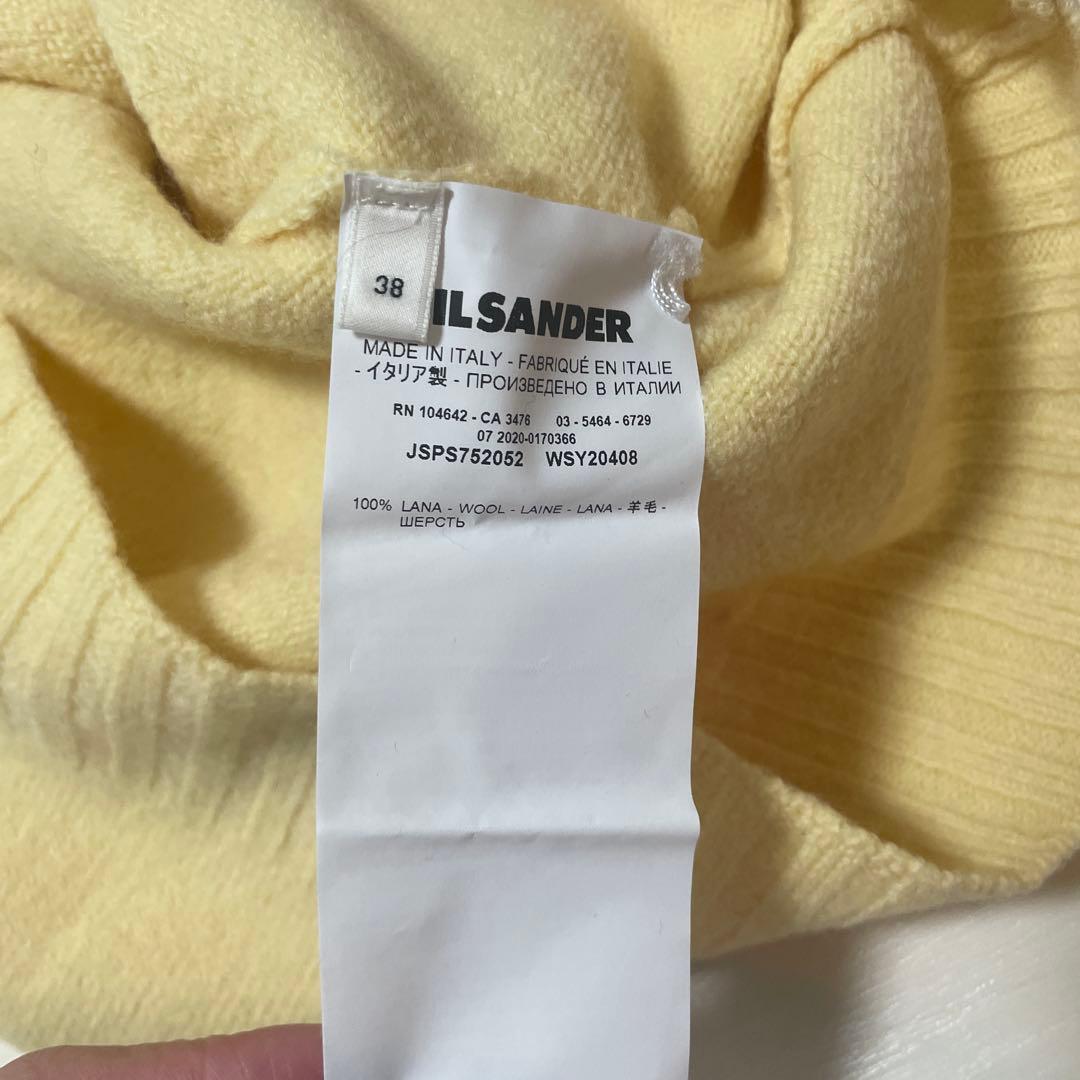 38
IL SANDER
MADE IN ITALY - FABRIQUÉ EN ITALIE
- イタリア製 - ПРОИЗВЕДЕНО В ИТАЛИИ
RN 104642 - CA 3476 03 - 5464 - 6729
07 2020-0170366
JSPS752052 WSY20408
100% LANA - WOOL - LAINE - LANA - 羊毛 -
ШЕРСТЬ